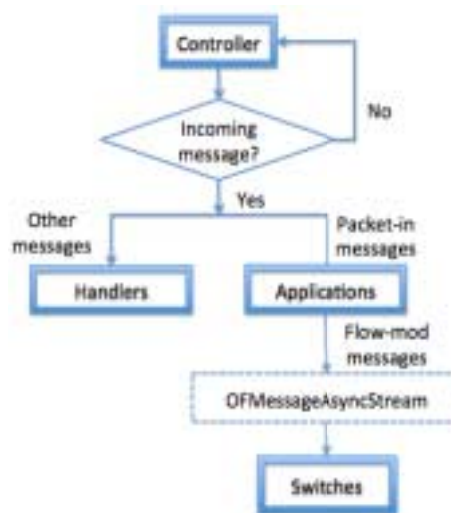 Controller
No
Incoming
message?
Yes
Other
messages
Packet-in
messages
Handlers
Applications
Flow-mod
messages
OFMessageAsyncStream
Switches